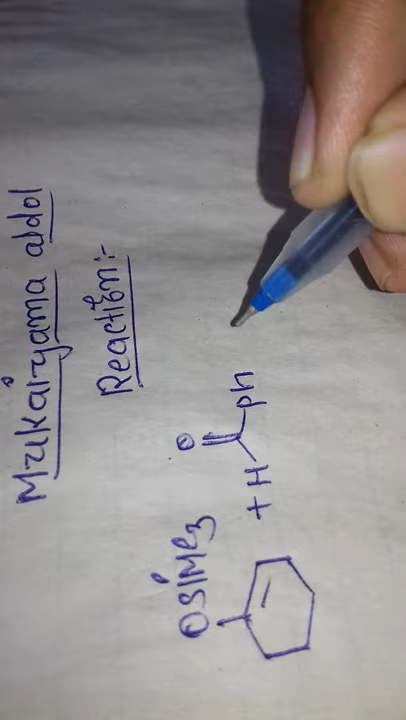 Mukaiyama aldol
Reaction:-
OSiMe3
O
+ H ph